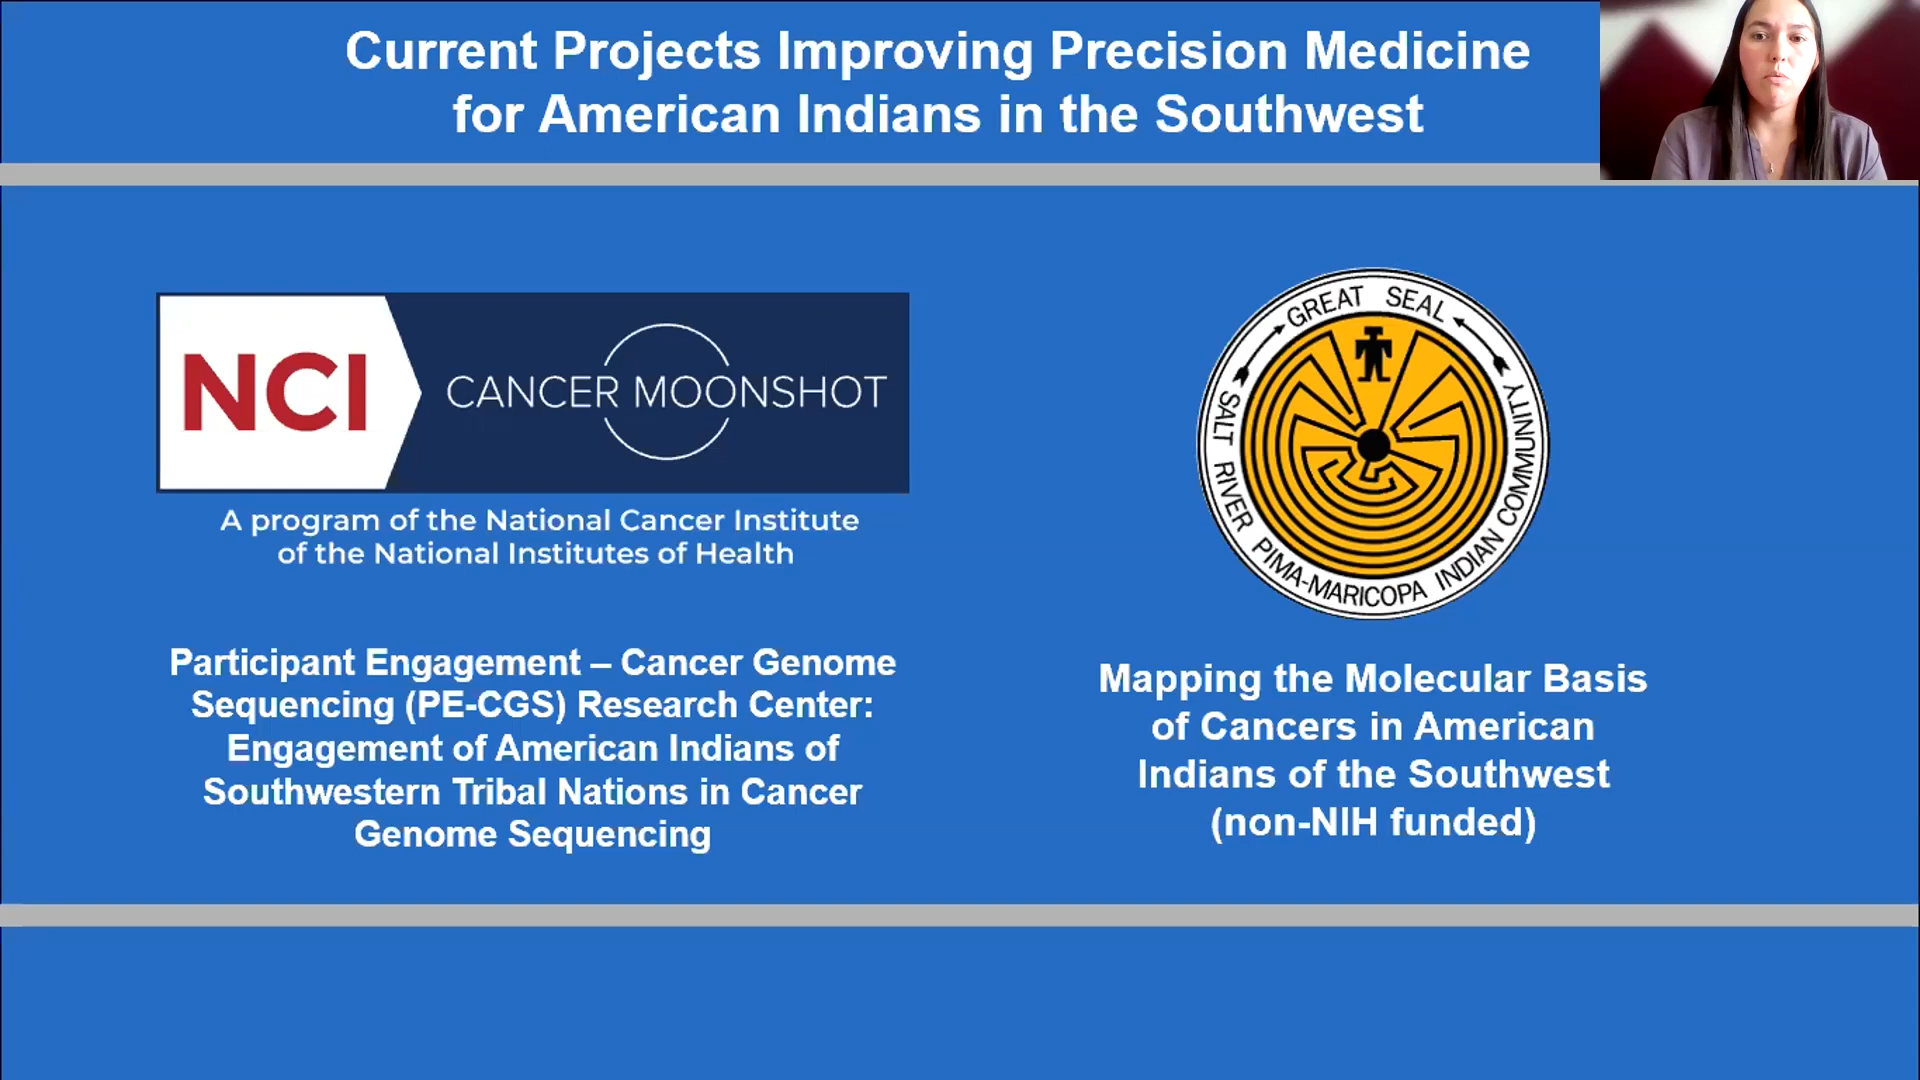 Current Projects Improving Precision Medicine
for American Indians in the Southwest
NCI
CANCER MOONSHOT
A program of the National Cancer Institute
of the National Institutes of Health
Participant Engagement – Cancer Genome
Sequencing (PE-CGS) Research Center:
Engagement of American Indians of
Southwestern Tribal Nations in Cancer
Genome Sequencing
GREAT SEAL
SALT RIVER PIMA-MARICOPA INDIAN COMMUNITY
Mapping the Molecular Basis
of Cancers in American
Indians of the Southwest
(non-NIH funded)